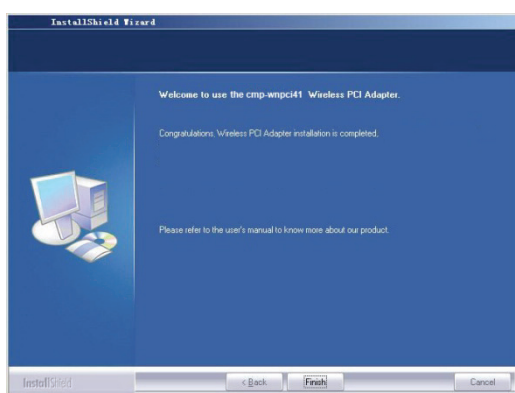 InstallShield Wizard
Welcome to use the cmp-wnpci41 Wireless PCI Adapter.
Congratulations, Wireless PCI Adapter installation is completed.
Please refer to the user's manual to know more about our product.
InstallShield
< Back Finish Cancel